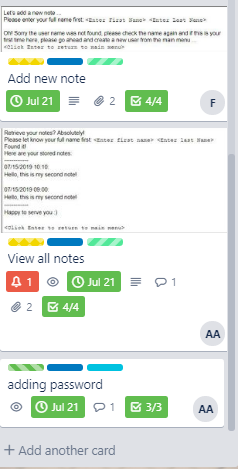 Let's add a new note ...
Please enter your full name first: <Enter First Name> <Enter Last Name>
Oh! Sorry the user name was not found, please check the name again and if this is your
first time here, please go ahead and create a new user from the main menu...
<Click Enter to return to main menu>
Add new note
Jul 21
2
4/4
F
Retrieve your notes? Absolutely!
Please let know your full name first: <Enter first name> <Enter last Name>
Found it!
Here are your stored notes:
------------
07/15/2019 10:10:
Hello, this is my second note!
07/15/2019 09:00:
Hello, this is my second note!
------------
Happy to serve you :)
<Click Enter to return to main menu>
View all notes
1
Jul 21
1
2
4/4
AA
adding password
Jul 21
1
3/3
AA
+ Add another card